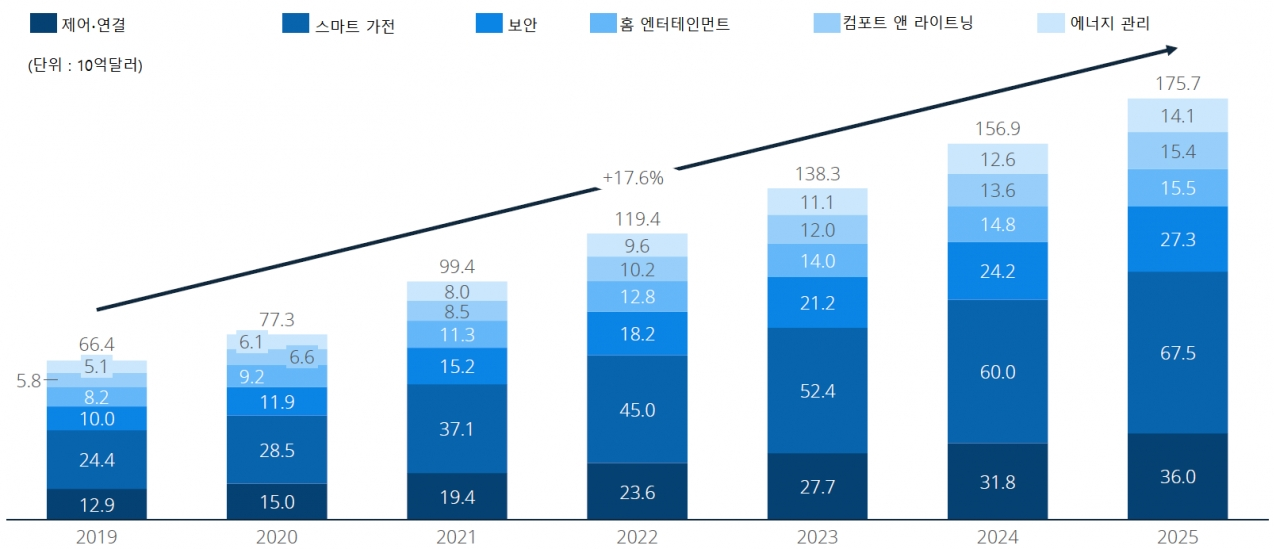 제어·연결 스마트 가전 보안 홈 엔터테인먼트 컴포트 앤 라이트닝 에너지 관리
(단위 : 10억달러)
+17.6%
66.4 77.3 99.4 119.4 138.3 156.9 175.7
5.1 6.1 8.0 9.6 11.1 12.6 14.1
5.8 6.6 8.5 10.2 12.0 13.6 15.4
8.2 9.2 11.3 12.8 14.0 14.8 15.5
10.0 11.9 15.2 18.2 21.2 24.2 27.3
24.4 28.5 37.1 45.0 52.4 60.0 67.5
12.9 15.0 19.4 23.6 27.7 31.8 36.0
2019 2020 2021 2022 2023 2024 2025